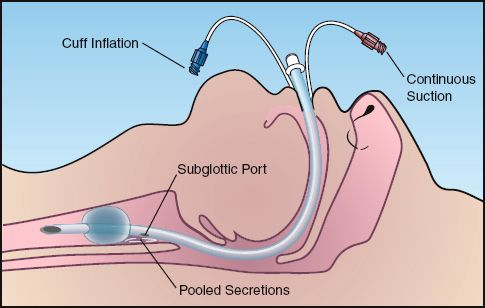 Cuff Inflation
Continuous
Suction
Subglottic Port
Pooled Secretions